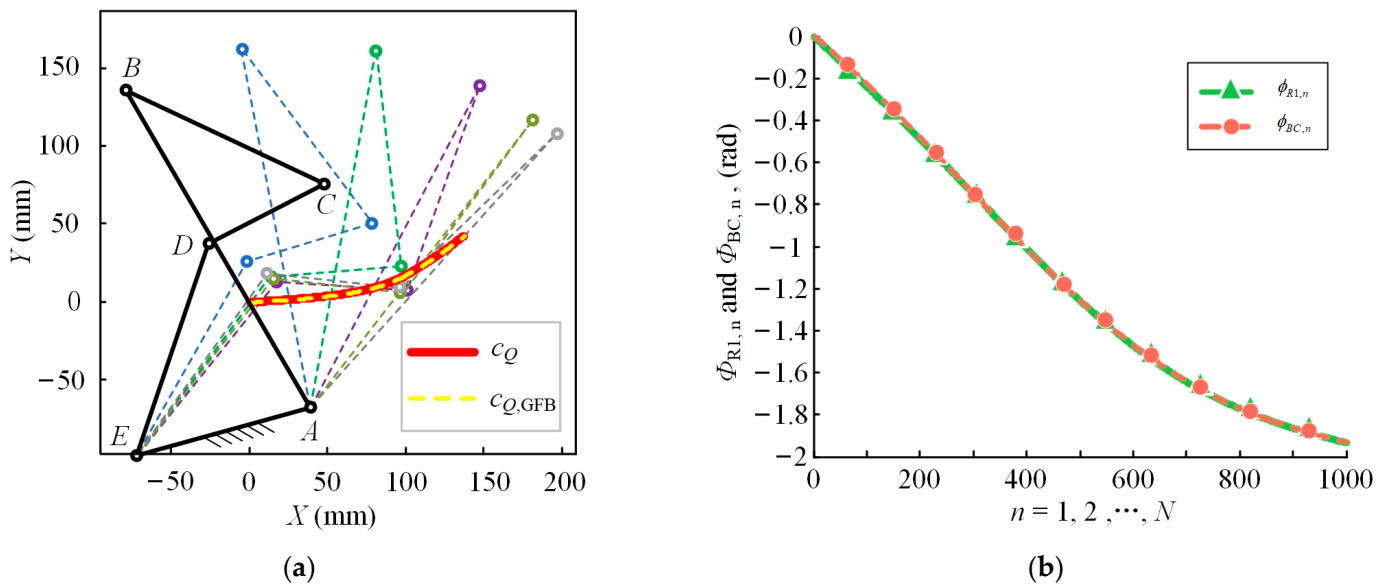 B
C
D
E
A
150
100
50
0
−50
Y (mm)
−50
0
50
100
150
200
X (mm)
c_Q
c_Q,GFB
(a)
0
−0.2
−0.4
−0.6
−0.8
−1
−1.2
−1.4
−1.6
−1.8
−2
Φ_R1, n and Φ_BC, n , (rad)
ϕ_R1,n
ϕ_BC,n
0
200
400
600
800
1000
n = 1, 2 ,⋯, N
(b)